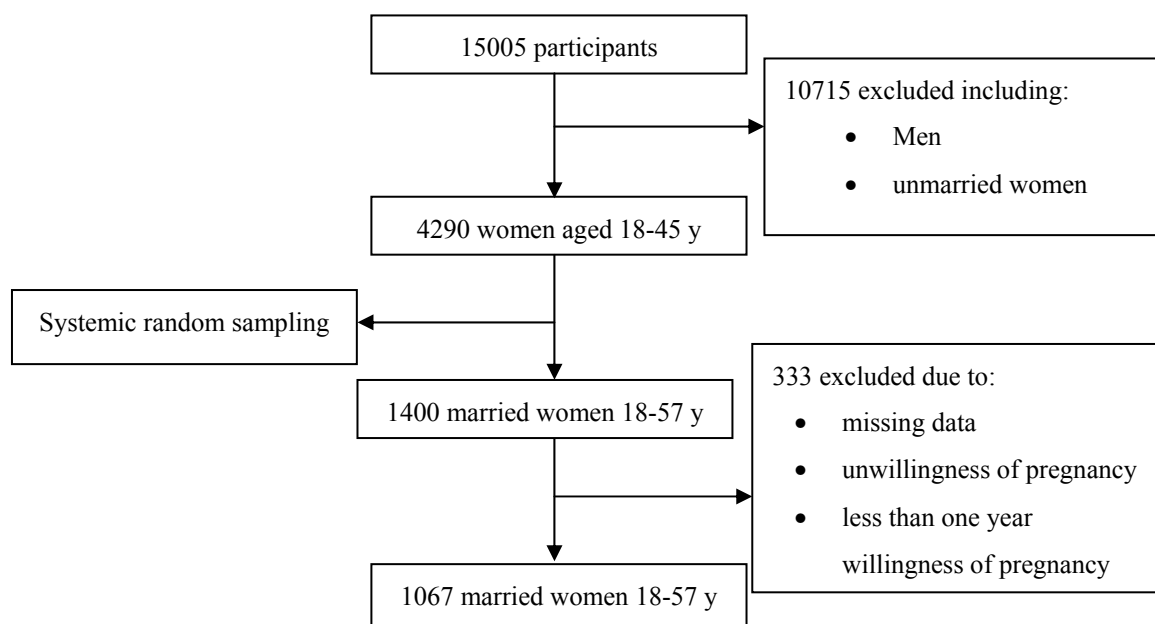 15005 participants
10715 excluded including:
• Men
• unmarried women
4290 women aged 18-45 y
Systemic random sampling
1400 married women 18-57 y
333 excluded due to:
• missing data
• unwillingness of pregnancy
• less than one year
willingness of pregnancy
1067 married women 18-57 y